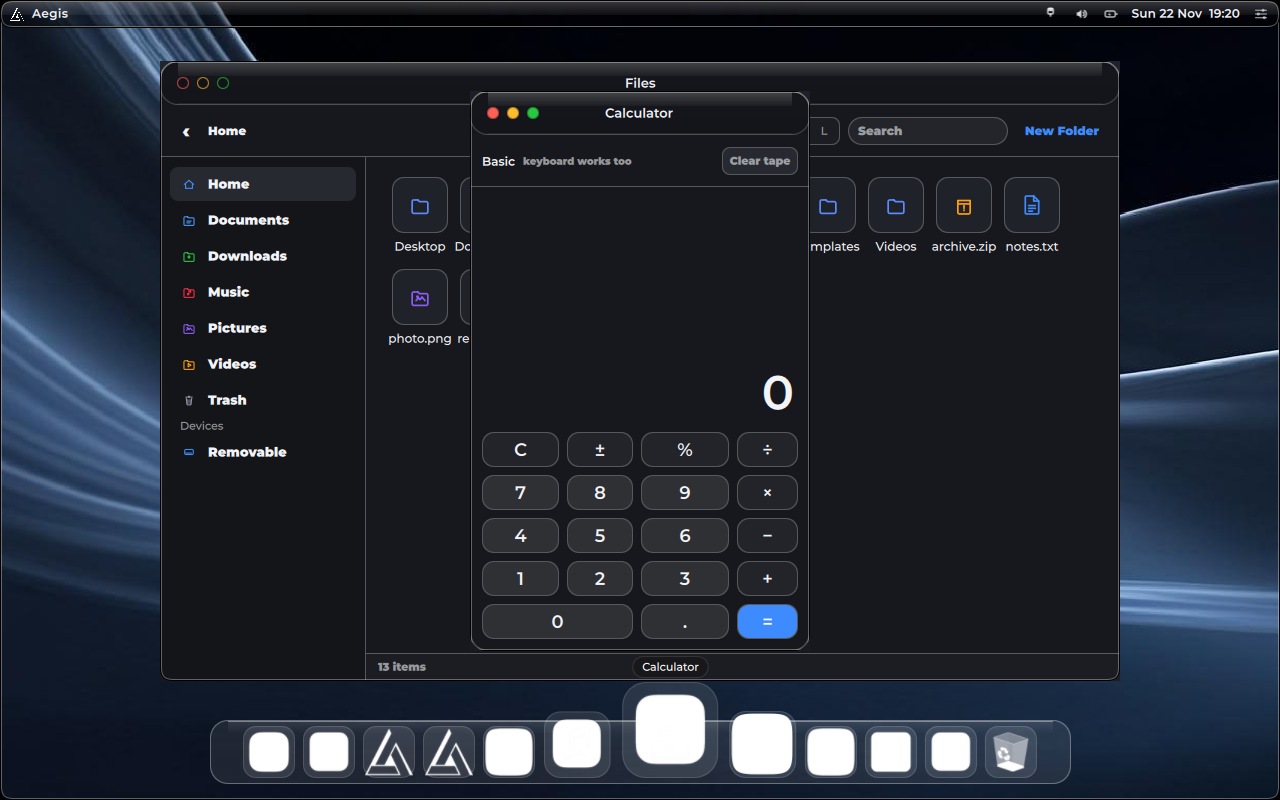 Aegis
Sun 22 Nov 19:20
Files
Calculator
Home
L
Search
New Folder
Basic keyboard works too
Clear tape
Home
Documents
Downloads
Music
Pictures
Videos
Trash
Devices
Removable
Desktop
Videos
archive.zip
notes.txt
photo.png
0
C ± % ÷
7 8 9 ×
4 5 6 −
1 2 3 +
0 . =
13 items
Calculator